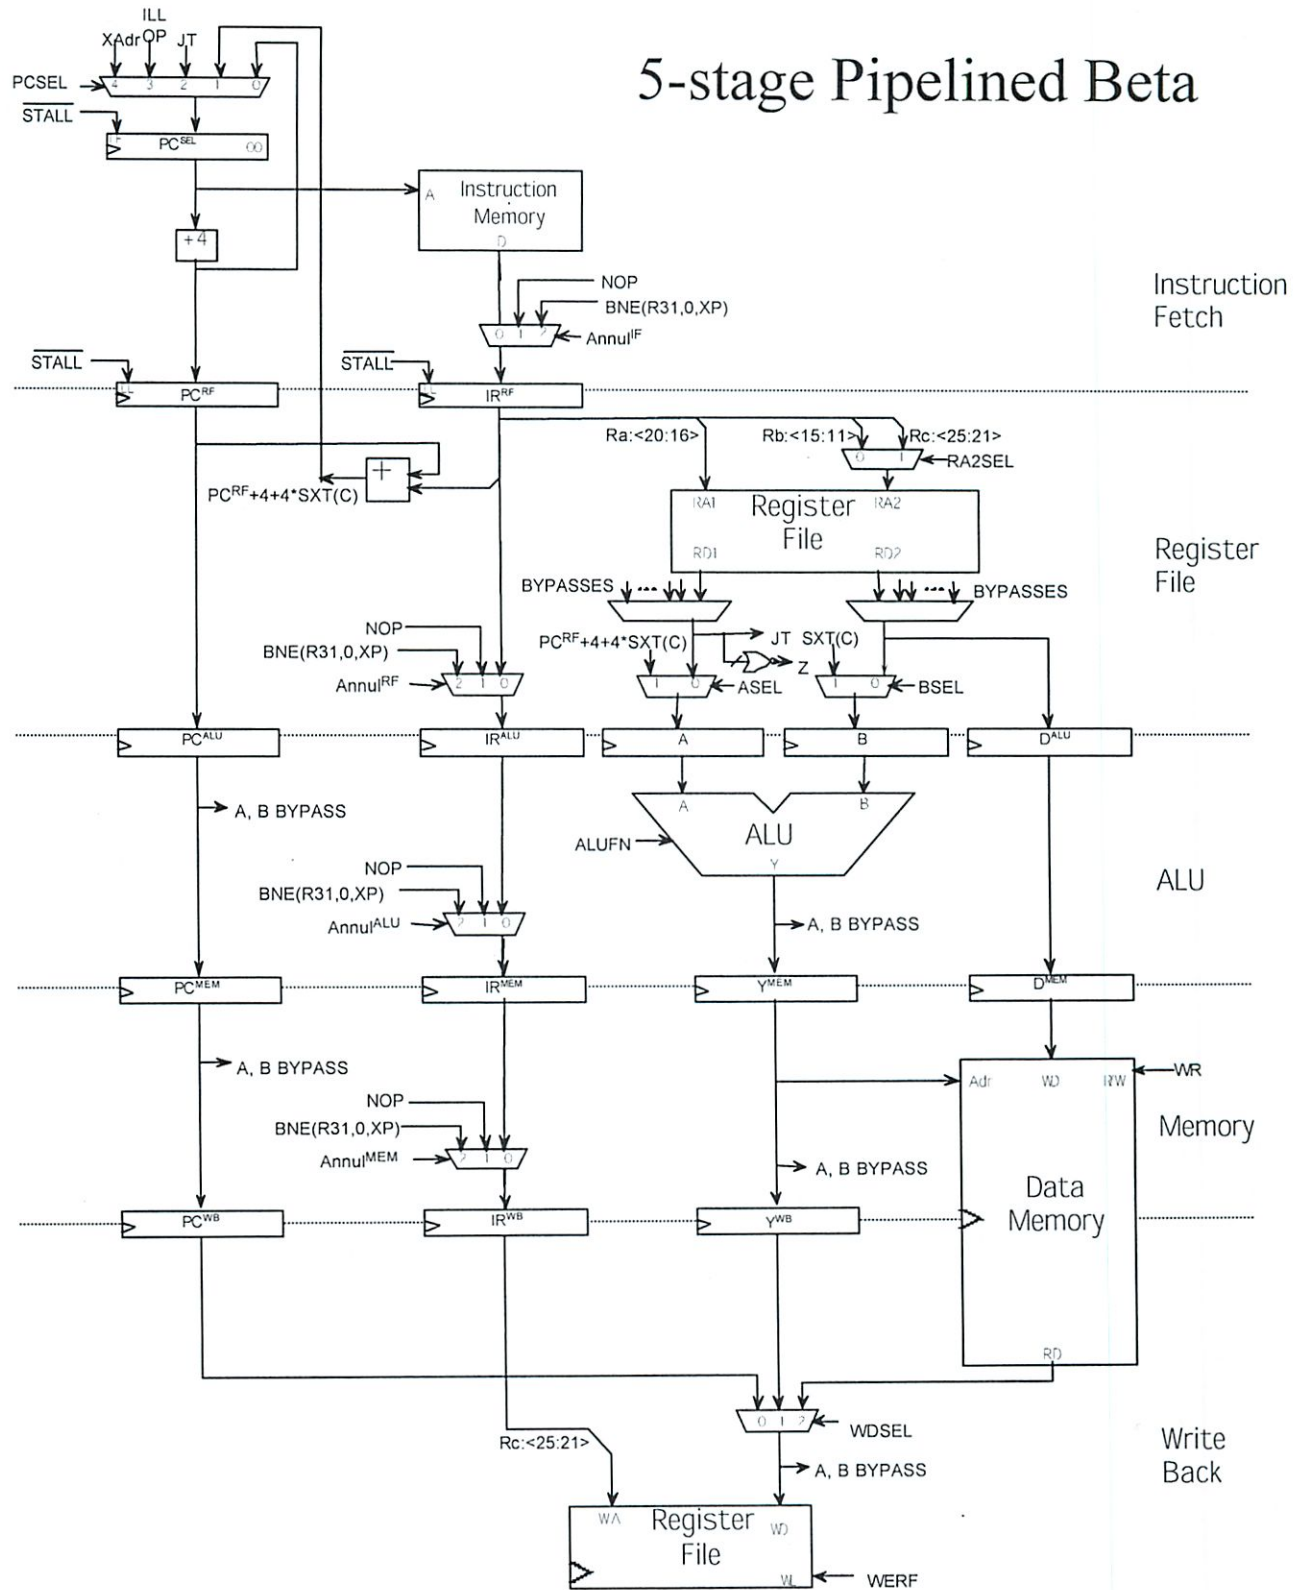 5-stage Pipelined Beta
ILL
XAdr OP JT
PCSEL
4 3 2 1 0
STALL
PC^SEL 00
A Instruction
Memory
D
+4
NOP
BNE(R31,0,XP)
0 1 2
Annul^IF
Instruction
Fetch
STALL
STALL
PC^RF
IR^RF
Ra:<20:16>
Rb:<15:11>
Rc:<25:21>
0 1
RA2SEL
+
PC^RF+4+4*SXT(C)
RA1 Register RA2
File
RD1 RD2
Register
File
BYPASSES ...
... BYPASSES
NOP
BNE(R31,0,XP)
Annul^RF
2 1 0
PC^RF+4+4*SXT(C)
JT SXT(C)
Z
1 0
ASEL
1 0
BSEL
PC^ALU
IR^ALU
A
B
D^ALU
A, B BYPASS
A B
ALU
ALUFN
Y
ALU
NOP
BNE(R31,0,XP)
Annul^ALU
2 1 0
A, B BYPASS
PC^MEM
IR^MEM
Y^MEM
D^MEM
A, B BYPASS
Adr WD R/W
WR
NOP
BNE(R31,0,XP)
Annul^MEM
2 1 0
A, B BYPASS
Data
Memory
Memory
PC^WB
IR^WB
Y^WB
RD
0 1 2
WDSEL
Rc:<25:21>
A, B BYPASS
Write
Back
WA Register WD
File
WERF